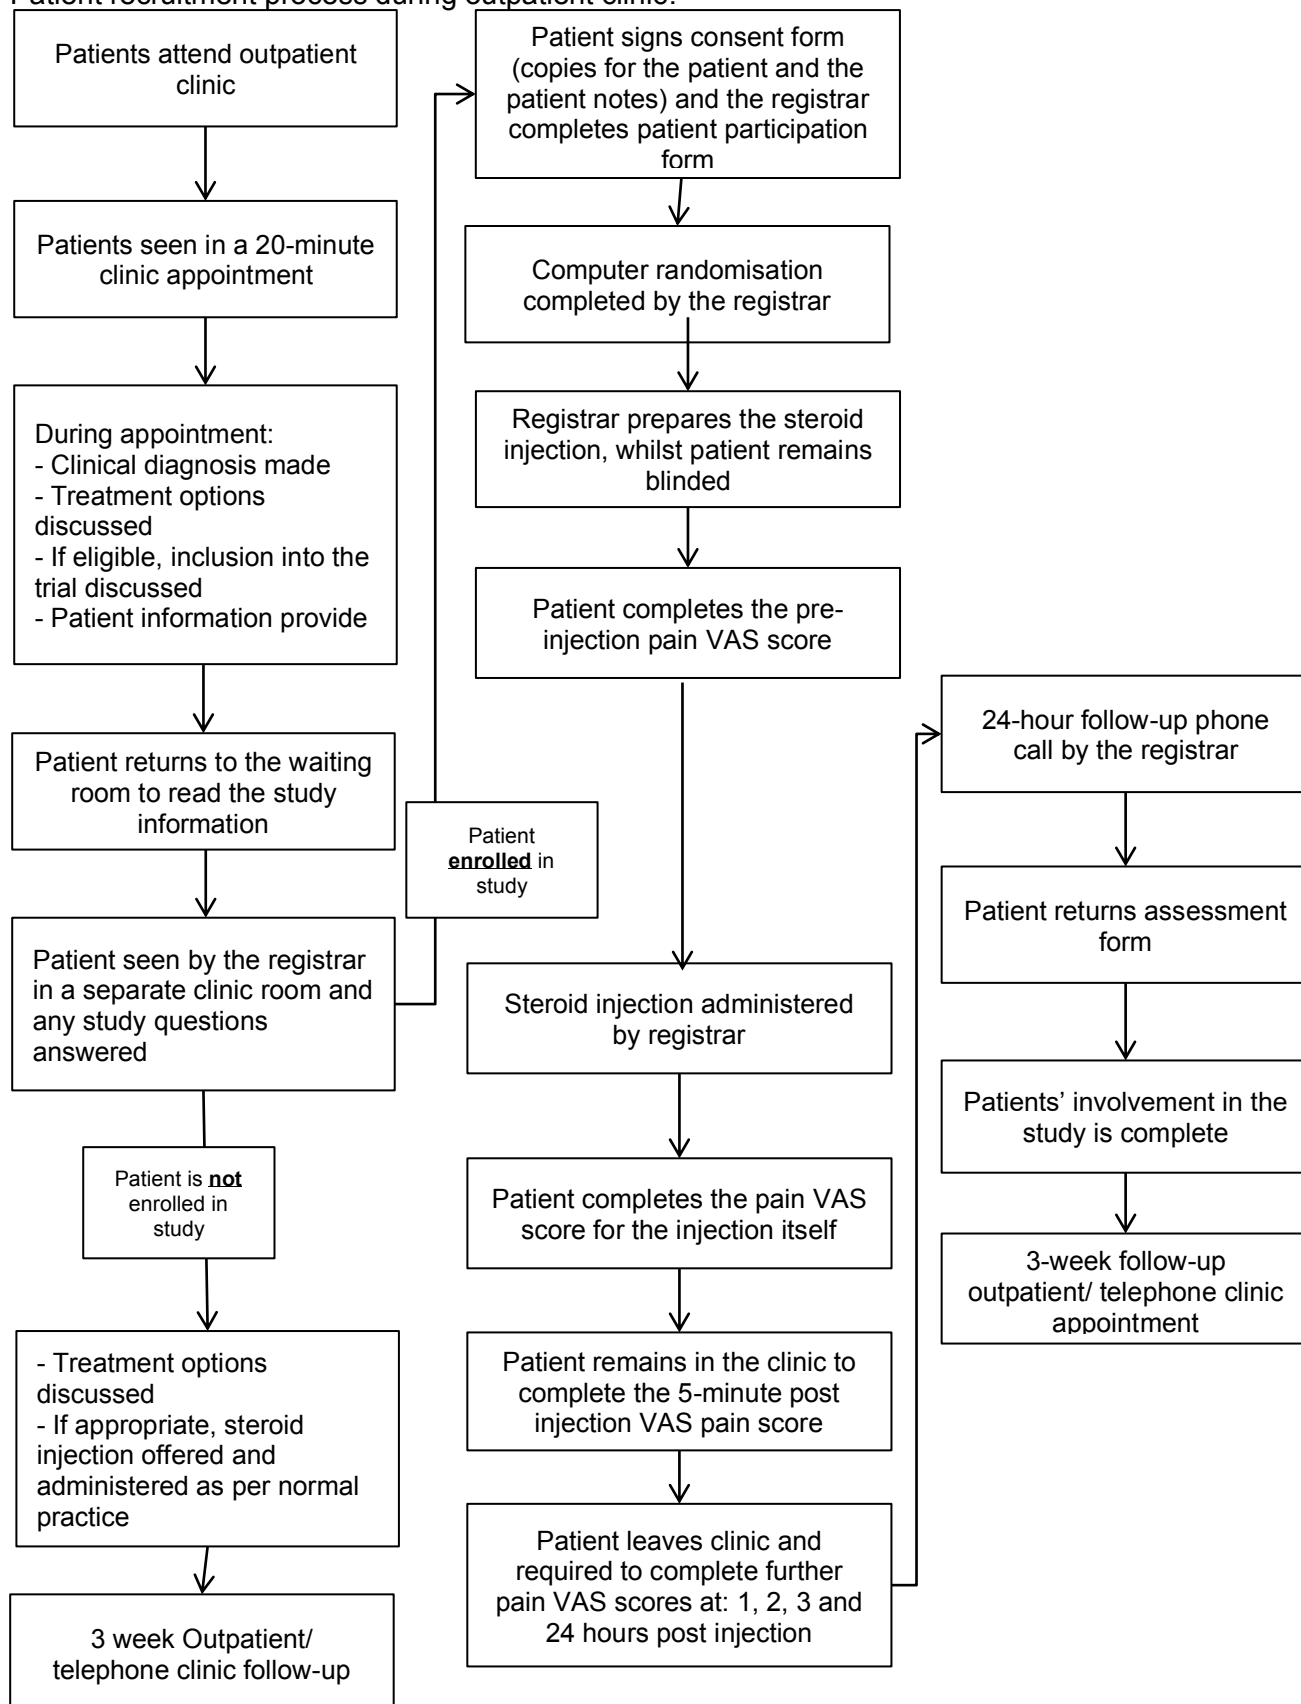 Patient recruitment process during outpatient clinic.
Patients attend outpatient
clinic
Patients seen in a 20-minute
clinic appointment
During appointment:
- Clinical diagnosis made
- Treatment options
discussed
- If eligible, inclusion into the
trial discussed
- Patient information provide
Patient returns to the waiting
room to read the study
information
Patient seen by the registrar
in a separate clinic room and
any study questions
answered
Patient is not
enrolled in
study
- Treatment options
discussed
- If appropriate, steroid
injection offered and
administered as per normal
practice
3 week Outpatient/
telephone clinic follow-up
Patient
enrolled in
study
Patient signs consent form
(copies for the patient and the
patient notes) and the registrar
completes patient participation
form
Computer randomisation
completed by the registrar
Registrar prepares the steroid
injection, whilst patient remains
blinded
Patient completes the pre-
injection pain VAS score
Steroid injection administered
by registrar
Patient completes the pain VAS
score for the injection itself
Patient remains in the clinic to
complete the 5-minute post
injection VAS pain score
Patient leaves clinic and
required to complete further
pain VAS scores at: 1, 2, 3 and
24 hours post injection
24-hour follow-up phone
call by the registrar
Patient returns assessment
form
Patients’ involvement in the
study is complete
3-week follow-up
outpatient/ telephone clinic
appointment